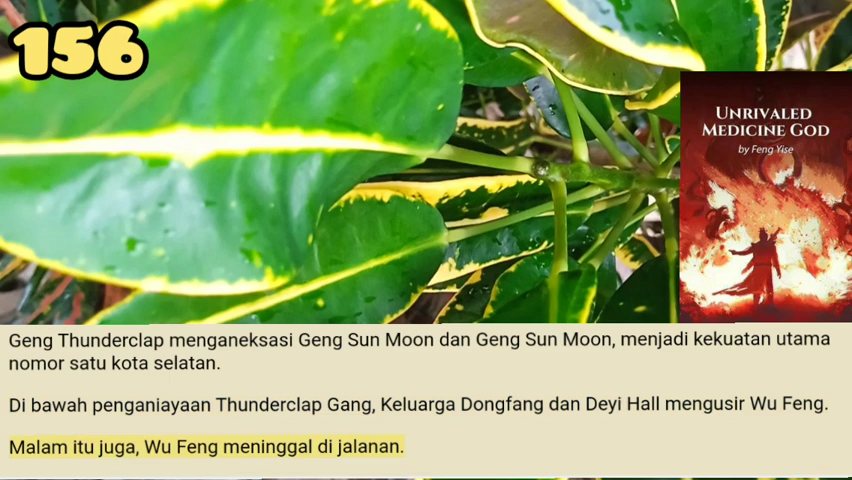 156
UNRIVALED
MEDICINE GOD
by Feng Yise
Geng Thunderclap menganeksasi Geng Sun Moon dan Geng Sun Moon, menjadi kekuatan utama
nomor satu kota selatan.
Di bawah penganiayaan Thunderclap Gang, Keluarga Dongfang dan Deyi Hall mengusir Wu Feng.
Malam itu juga, Wu Feng meninggal di jalanan.